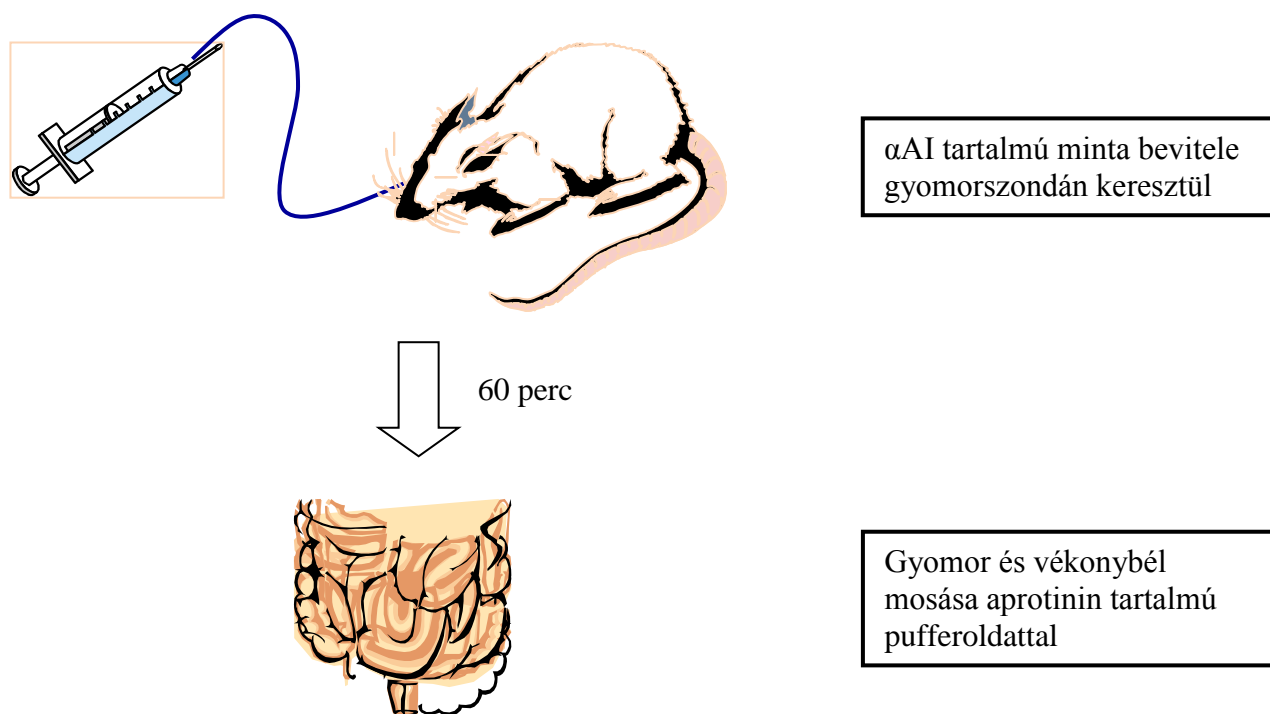 αAI tartalmú minta bevitele
gyomorszondán keresztül
60 perc
Gyomor és vékonybél
mosása aprotinin tartalmú
pufferoldattal